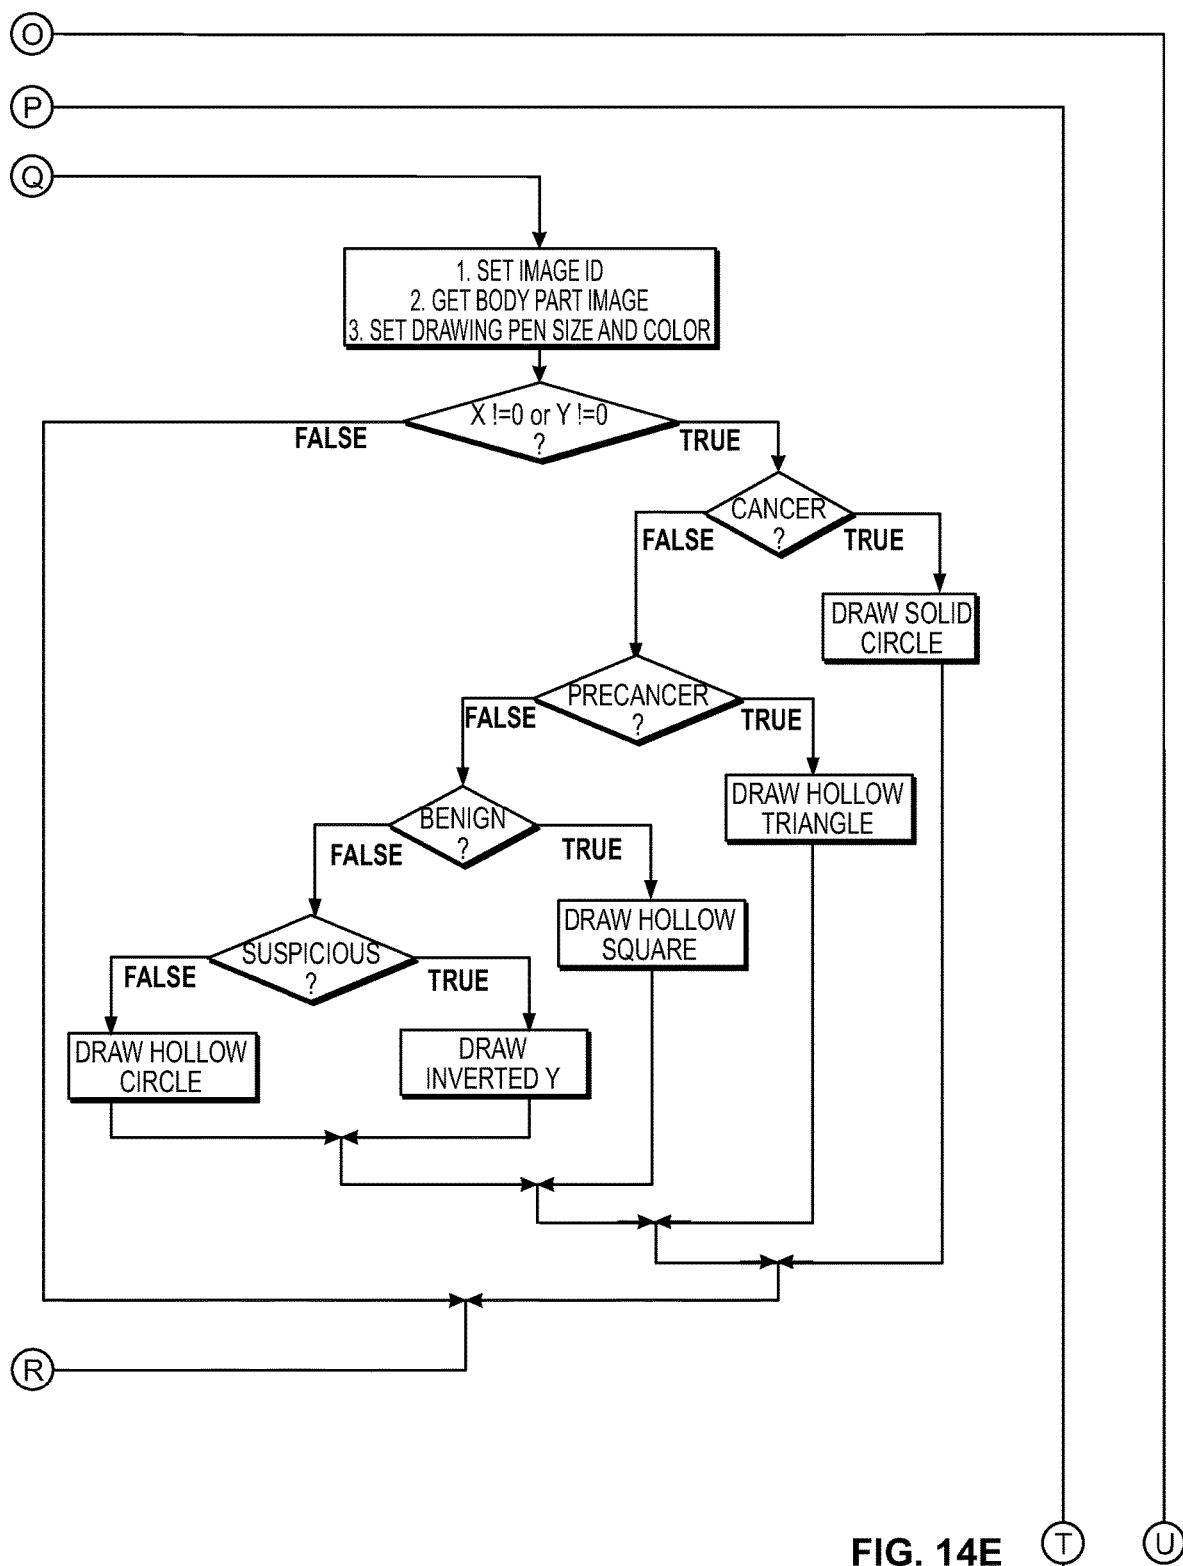 O
P
Q
1. SET IMAGE ID
2. GET BODY PART IMAGE
3. SET DRAWING PEN SIZE AND COLOR
X !=0 or Y !=0
?
FALSE
TRUE
CANCER
?
FALSE
TRUE
DRAW SOLID
CIRCLE
PRECANCER
?
FALSE
TRUE
DRAW HOLLOW
TRIANGLE
BENIGN
?
FALSE
TRUE
DRAW HOLLOW
SQUARE
SUSPICIOUS
?
FALSE
TRUE
DRAW HOLLOW
CIRCLE
DRAW
INVERTED Y
R
FIG. 14E
T
U